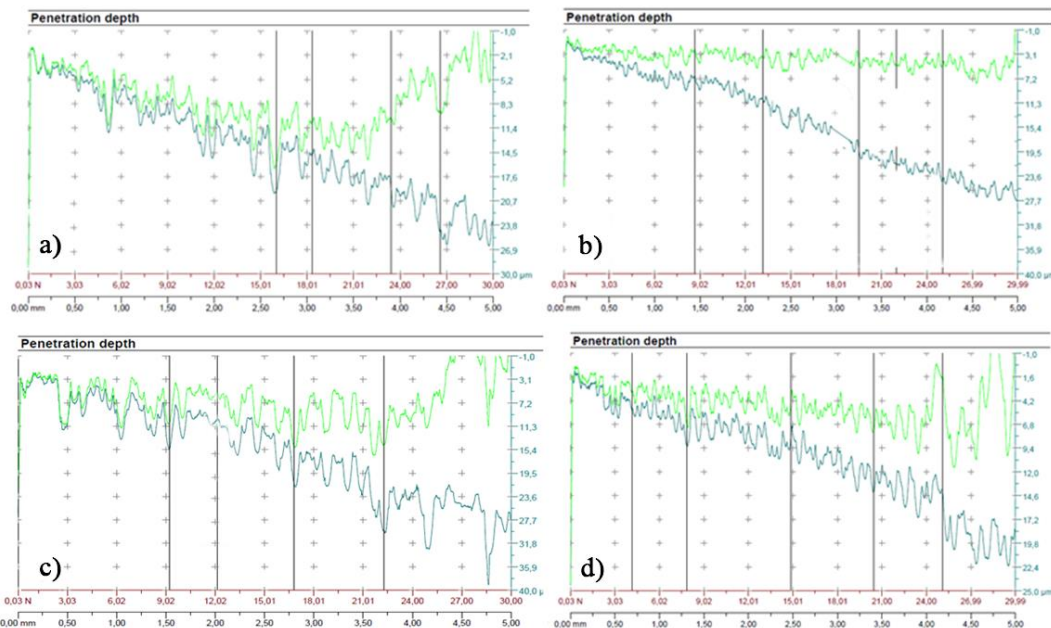 Penetration depth
-1,0
2,1
5,2
8,3
11,4
14,5
17,6
20,7
23,8
26,9
30,0 µm
a)
0,03 N 3,03 6,02 9,02 12,02 15,01 18,01 21,01 24,00 27,00 30,00
0,00 mm 0,50 1,00 1,50 2,00 2,50 3,00 3,50 4,00 4,50 5,00
Penetration depth
-1,0
3,1
7,2
11,3
15,4
19,5
23,6
27,7
31,8
35,9
40,0 µm
b)
0,03 N 3,03 6,02 9,02 12,02 15,01 18,01 21,00 24,00 26,99 29,99
0,00 mm 0,50 1,00 1,50 2,00 2,50 3,00 3,50 4,00 4,50 5,00
Penetration depth
-1,0
3,1
7,2
11,3
15,4
19,5
23,6
27,7
31,8
35,9
40,0 µ
c)
0,03 N 3,03 6,02 9,02 12,02 15,01 18,01 21,01 24,00 27,00 30,00
0,00 mm 0,50 1,00 1,50 2,00 2,50 3,00 3,50 4,00 4,50 5,00
Penetration depth
-1,0
1,6
4,2
6,8
9,4
12,0
14,6
17,2
19,8
22,4
25,0 µm
d)
0,03 N 3,03 6,02 9,02 12,02 15,01 18,01 21,00 24,00 26,99 29,99
0,00 mm 0,50 1,00 1,50 2,00 2,50 3,00 3,50 4,00 4,50 5,00